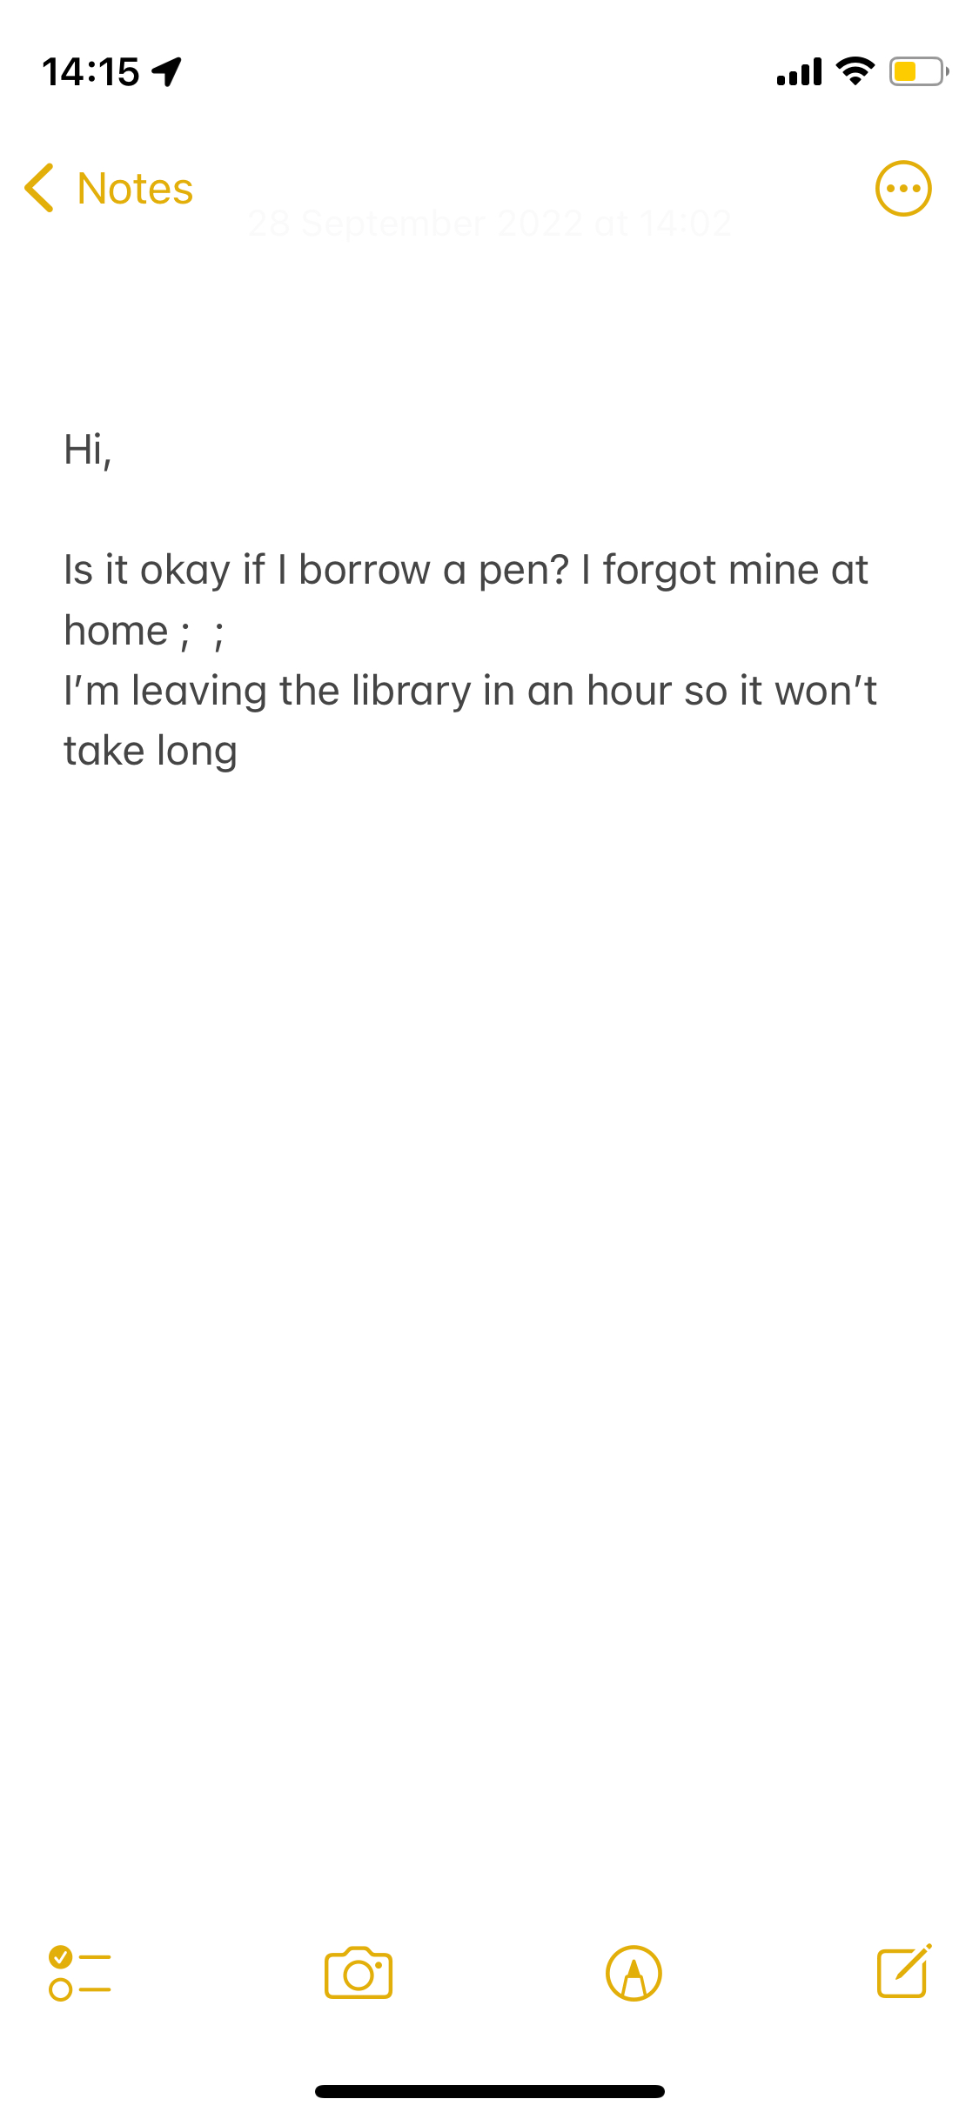 14:15
Notes
28 September 2022 at 14:02
Hi,
Is it okay if I borrow a pen? I forgot mine at
home ;  ;
I’m leaving the library in an hour so it won’t
take long